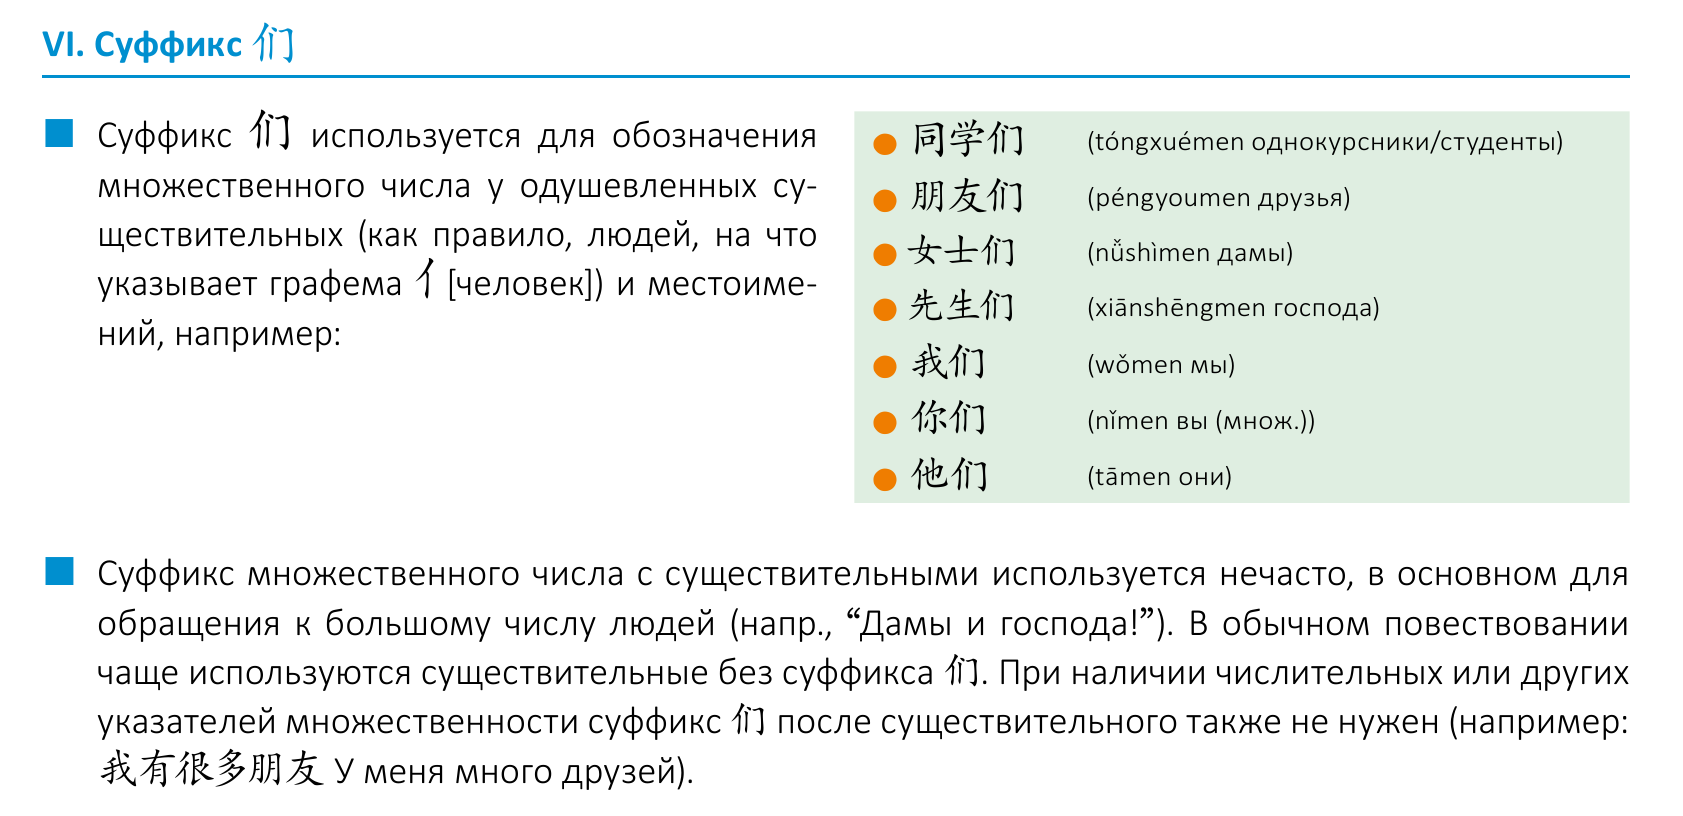 VI. Суффикс 们
Суффикс 们 используется для обозначения
множественного числа у одушевленных су-
ществительных (как правило, людей, на что
указывает графема 亻[человек]) и местоиме-
ний, например:
同学们 (tóngxuémen однокурсники/студенты)
朋友们 (péngyoumen друзья)
女士们 (nǚshìmen дамы)
先生们 (xiānshēngmen господа)
我们 (wǒmen мы)
你们 (nǐmen вы (множ.))
他们 (tāmen они)
Суффикс множественного числа с существительными используется нечасто, в основном для
обращения к большому числу людей (напр., “Дамы и господа!”). В обычном повествовании
чаще используются существительные без суффикса 们. При наличии числительных или других
указателей множественности суффикс 们 после существительного также не нужен (например:
我有很多朋友 У меня много друзей).